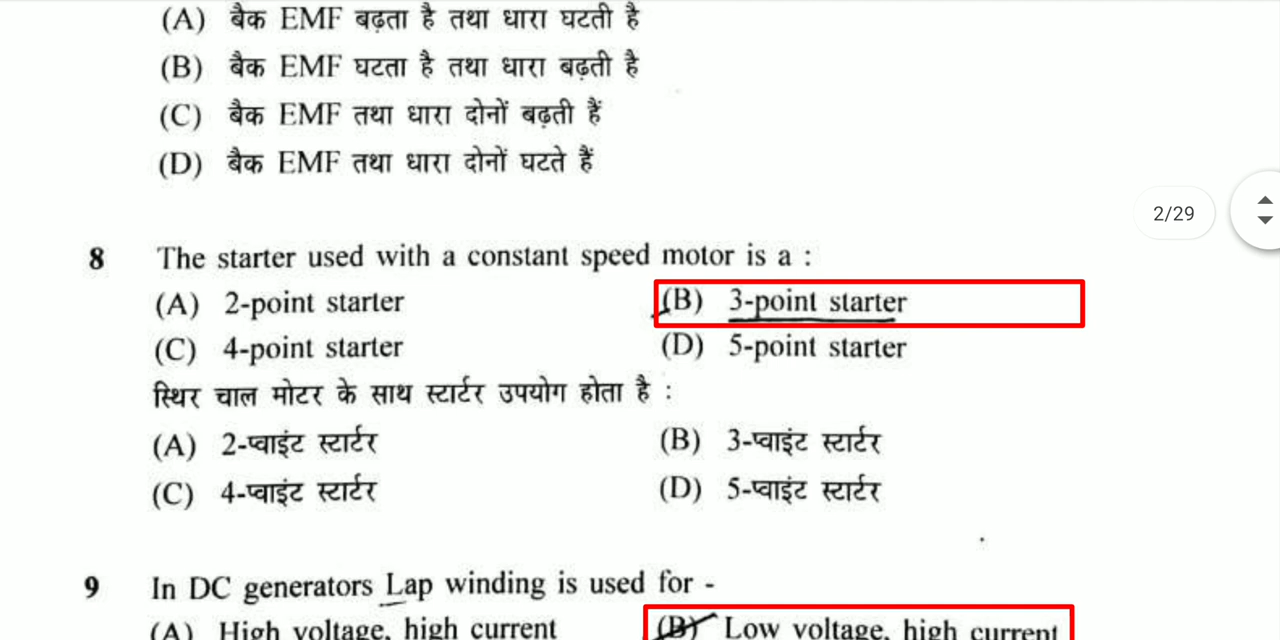 (A) बैक EMF बढ़ता है तथा धारा घटती है
(B) बैक EMF घटता है तथा धारा बढ़ती है
(C) बैक EMF तथा धारा दोनों बढ़ती हैं
(D) बैक EMF तथा धारा दोनों घटते हैं
2/29
8 The starter used with a constant speed motor is a :
(A) 2-point starter (B) 3-point starter
(C) 4-point starter (D) 5-point starter
स्थिर चाल मोटर के साथ स्टार्टर उपयोग होता है :
(A) 2-प्वाइंट स्टार्टर (B) 3-प्वाइंट स्टार्टर
(C) 4-प्वाइंट स्टार्टर (D) 5-प्वाइंट स्टार्टर
9 In DC generators Lap winding is used for -
(A) High voltage, high current (B) Low voltage, high current